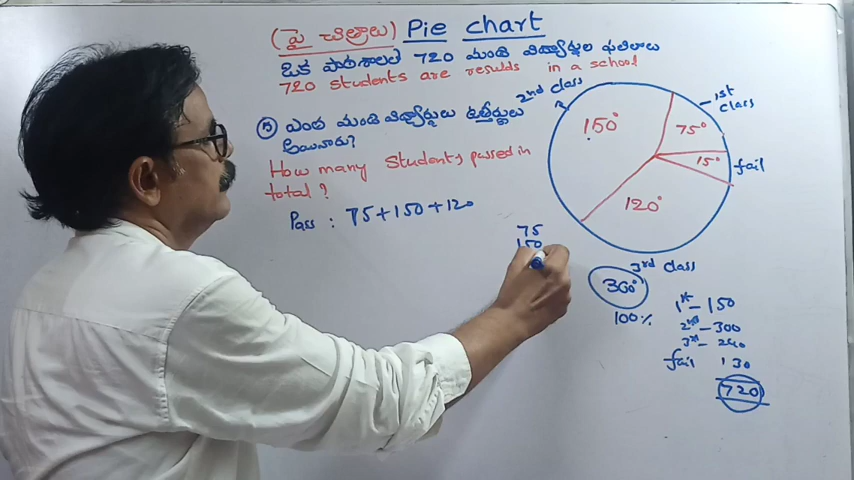 (పై చిత్రాలు) Pie chart
ఒక పాఠశాలలో 720 మంది విద్యార్థుల ఫలితాలు
720 students are results in a school
2nd class
1st class
ఎంత మంది విద్యార్థులు ఉత్తీర్ణులు
అయినారు?
How many Students passed in
total?
Pass : 75+150+120
75
150
150°
75°
15°
fail
120°
3rd class
360°
100%
1st - 150
2nd - 300
3rd - 240
fail 30
720